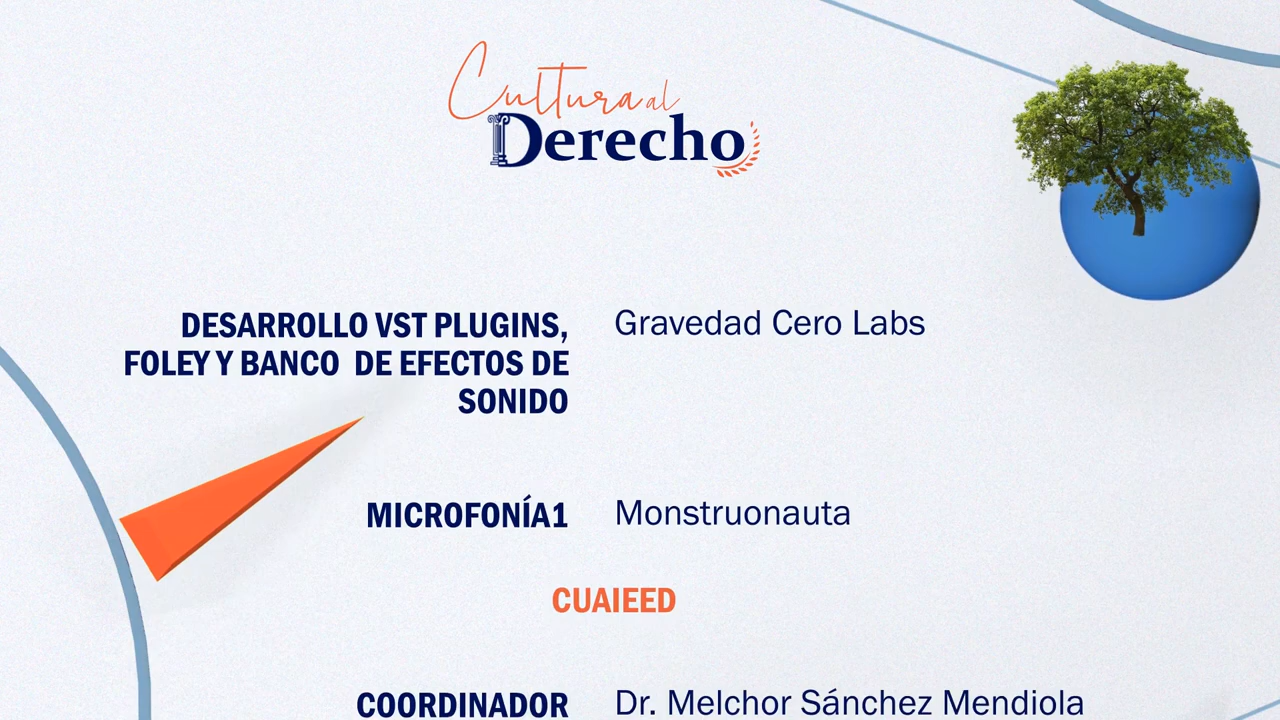 Cultura al
Derecho
DESARROLLO VST PLUGINS, Gravedad Cero Labs
FOLEY Y BANCO DE EFECTOS DE
SONIDO
MICROFONÍA1 Monstruonauta
CUAIEED
COORDINADOR Dr. Melchor Sánchez Mendiola